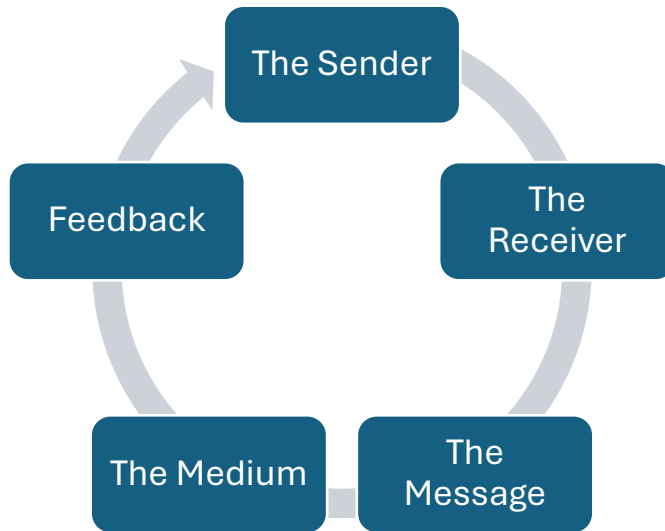 The Sender
The
Receiver
The
Message
The Medium
Feedback